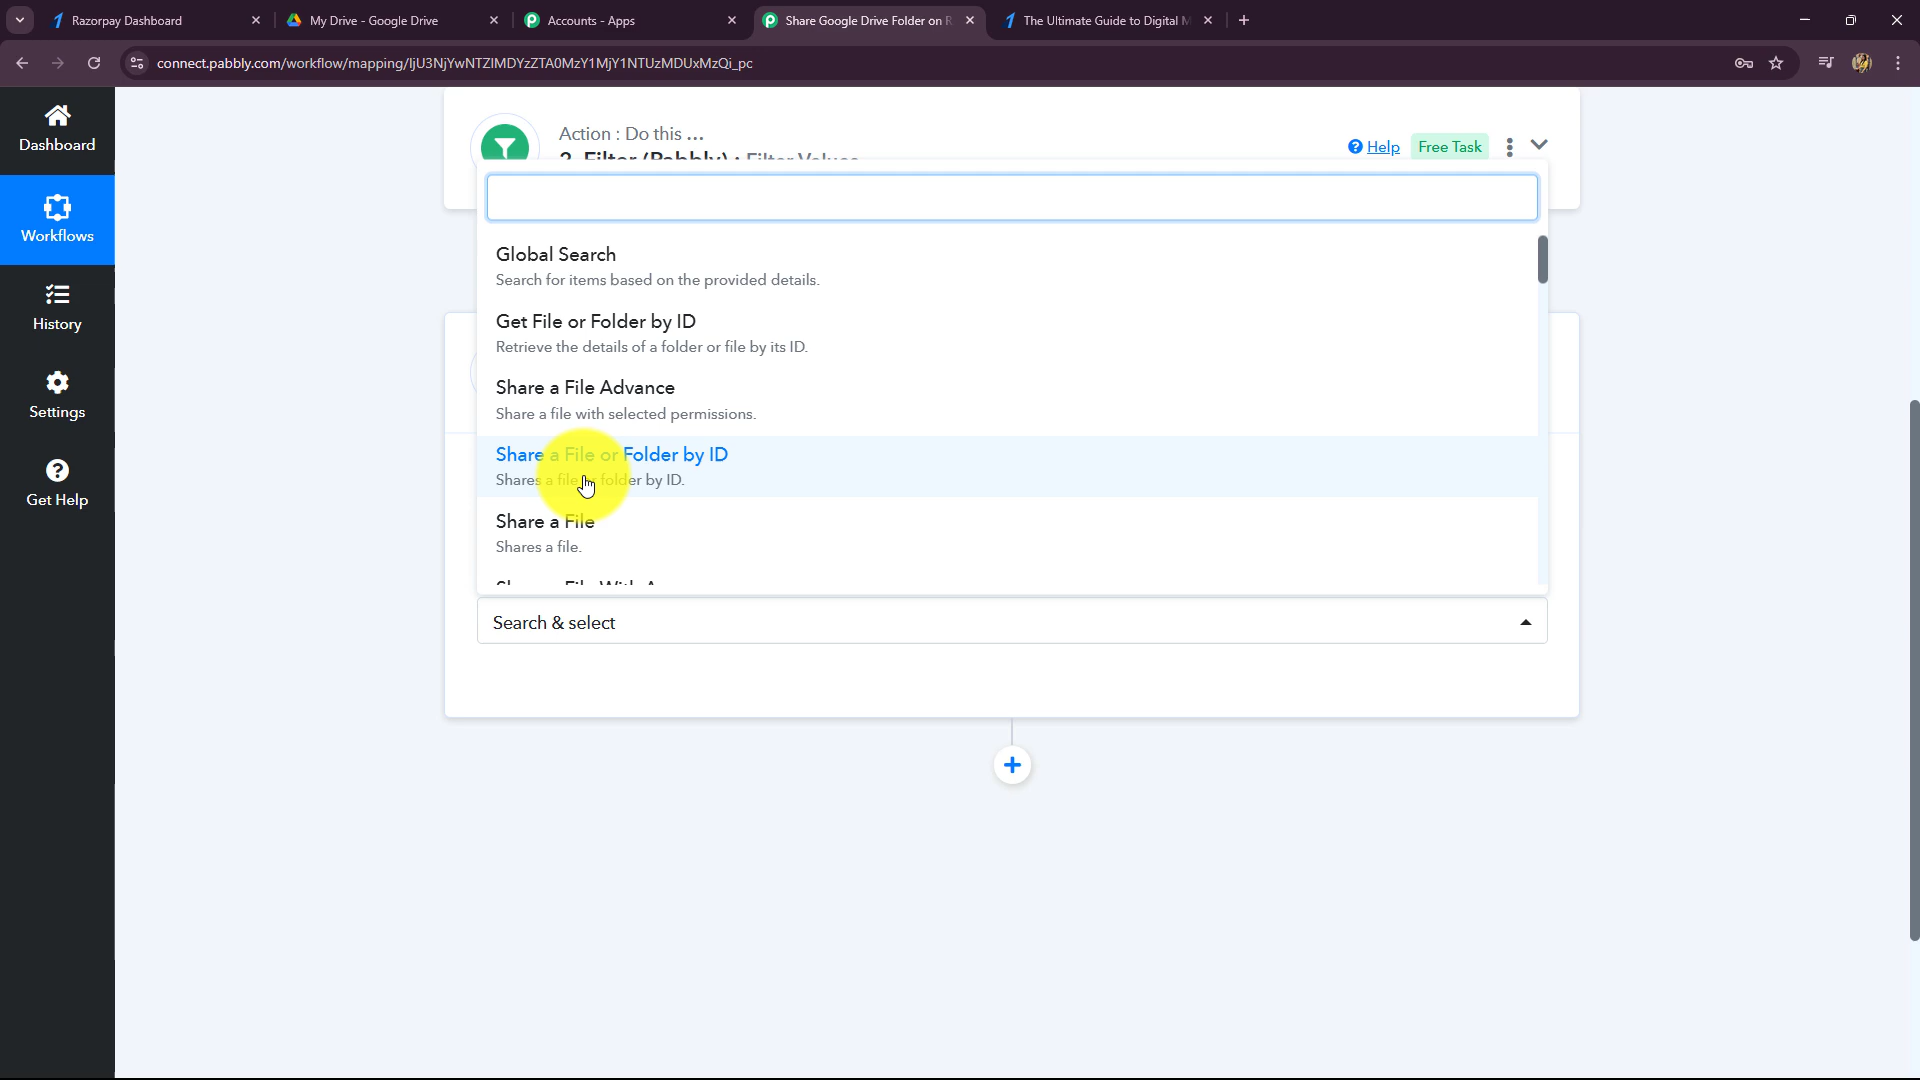 Razorpay Dashboard
My Drive - Google Drive
Accounts - Apps
Share Google Drive Folder on R
The Ultimate Guide to Digital M
connect.pabbly.com/workflow/mapping/IjU3NjYwNTZlMDYzZTA0MzY1MjY1NTUzMDUxMzQi_pc
Dashboard
Workflows
History
Settings
Get Help
Action : Do this ...
2. Filter (Pabbly) : Filter Values
Help
Free Task
Global Search
Search for items based on the provided details.
Get File or Folder by ID
Retrieve the details of a folder or file by its ID.
Share a File Advance
Share a file with selected permissions.
Share a File or Folder by ID
Shares a file or folder by ID.
Share a File
Shares a file.
Search & select